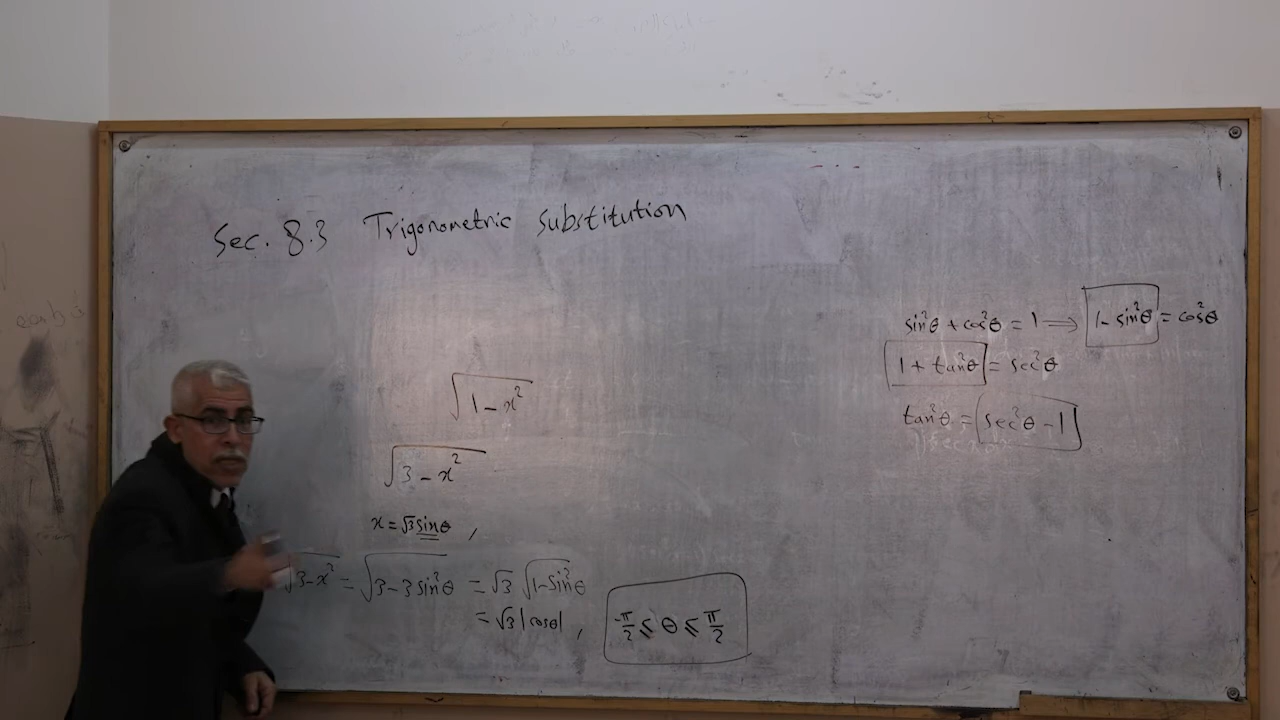 Sec. 8.3 Trigonometric Substitution
sin²θ + cos²θ = 1 ⟹ 1 - sin²θ = cos²θ
1 + tan²θ = sec²θ
tan²θ = sec²θ - 1
√(1 - x²)
√(3 - x²)
x = √3 sinθ ,
√(3-x²) = √(3 - 3 sin²θ) = √3 √(1-sin²θ)
= √3 |cosθ| , -π/2 ≤ θ ≤ π/2